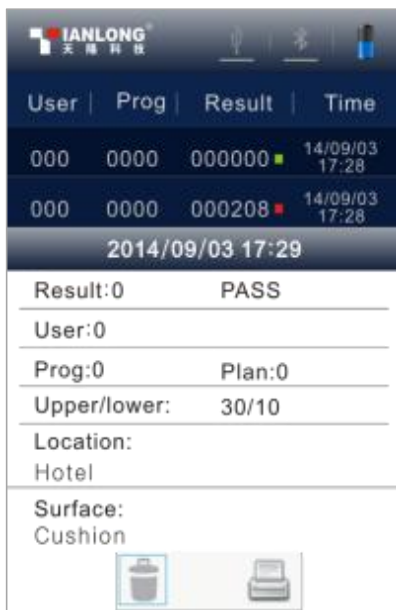 TIANLONG
天隆科技
User | Prog | Result | Time
000 0000 000000 14/09/03 17:28
000 0000 000208 14/09/03 17:28
2014/09/03 17:29
Result:0 PASS
User:0
Prog:0 Plan:0
Upper/lower: 30/10
Location:
Hotel
Surface:
Cushion